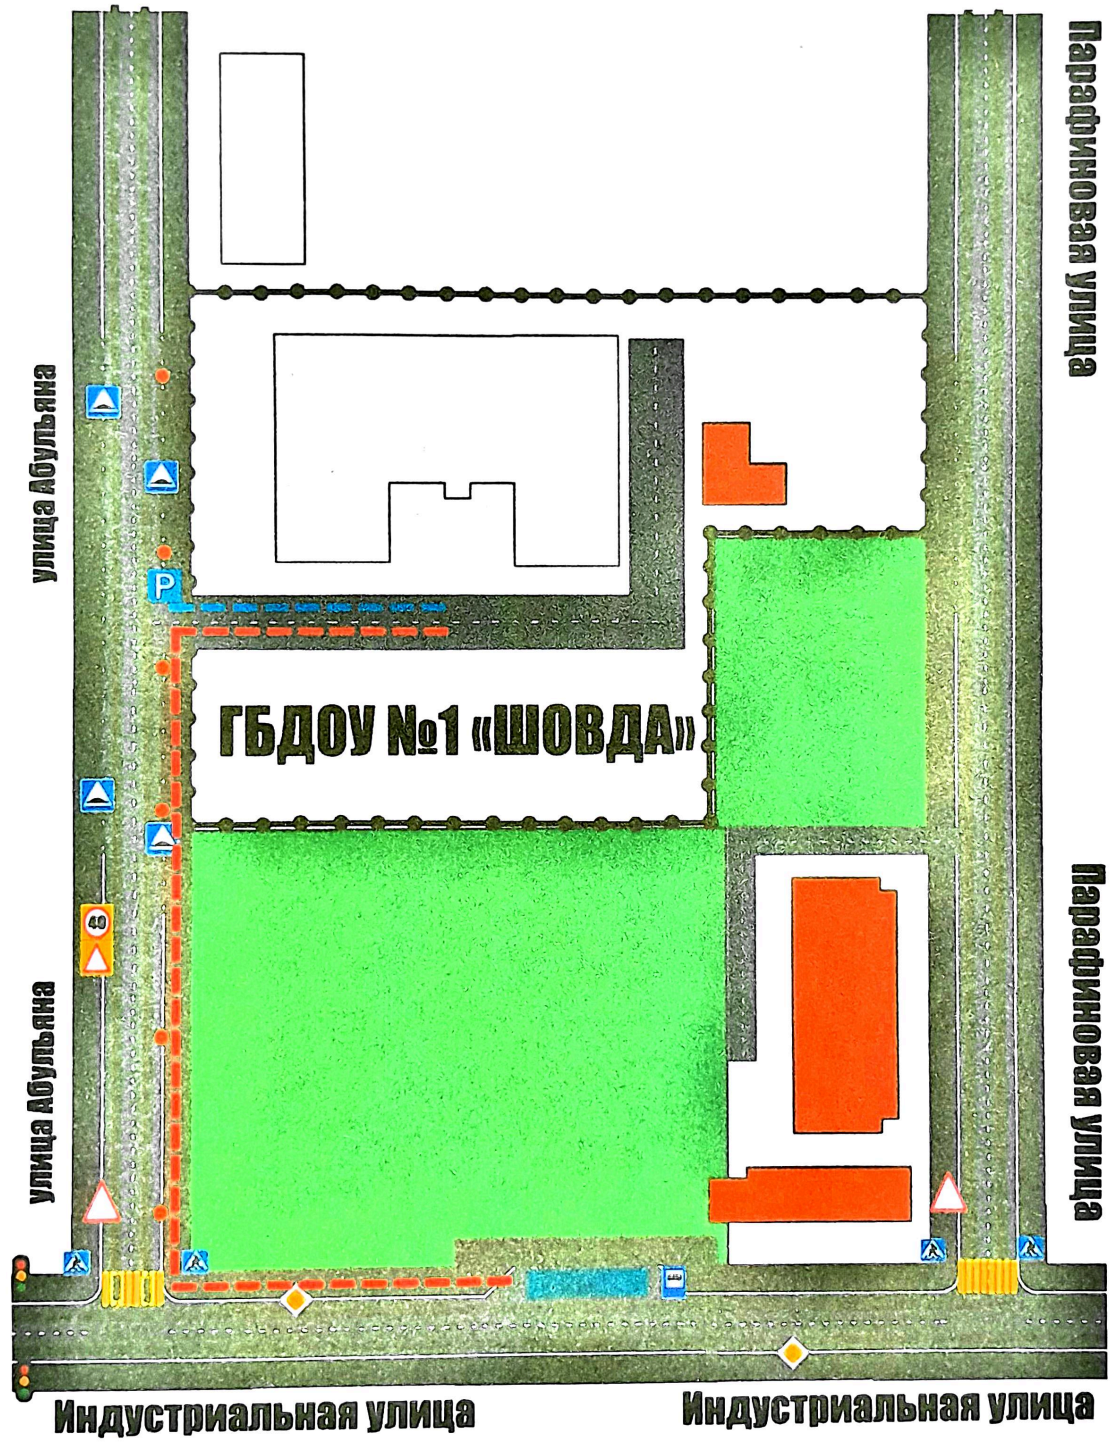 Парафиновая улица
улица Абульяна
P
ГБДОУ №1 «ШОВДА»
40
улица Абульяна
Парафиновая улица
Индустриальная улица
Индустриальная улица